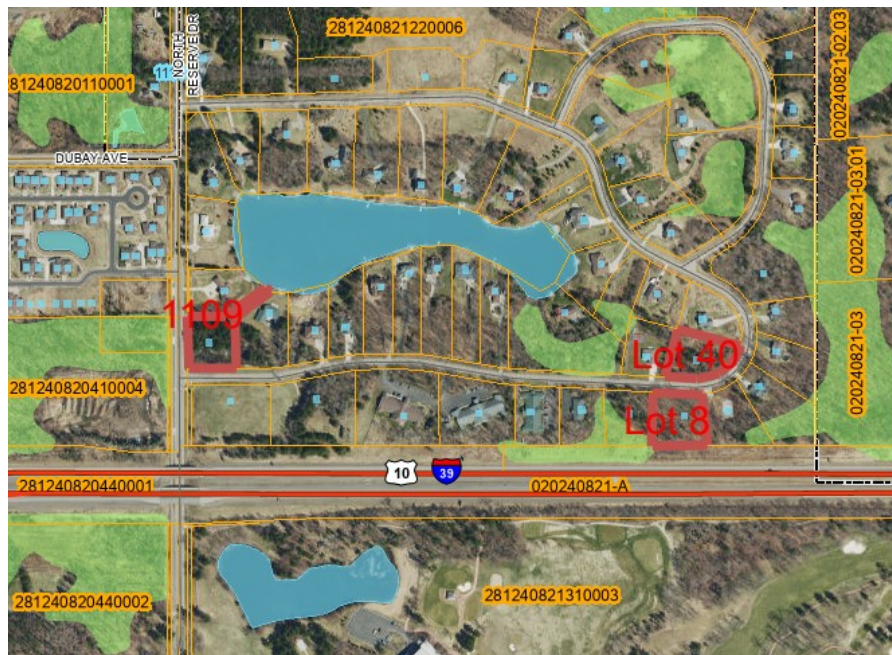 281240821220006
NORTH
RESERVE DR
11
81240820110001
020240821-02.03
DUBAY AVE
020240821-03.01
1109
Lot 40
020240821-03
281240820410004
Lot 8
10
39
281240820440001
020240821-A
281240820440002
281240821310003